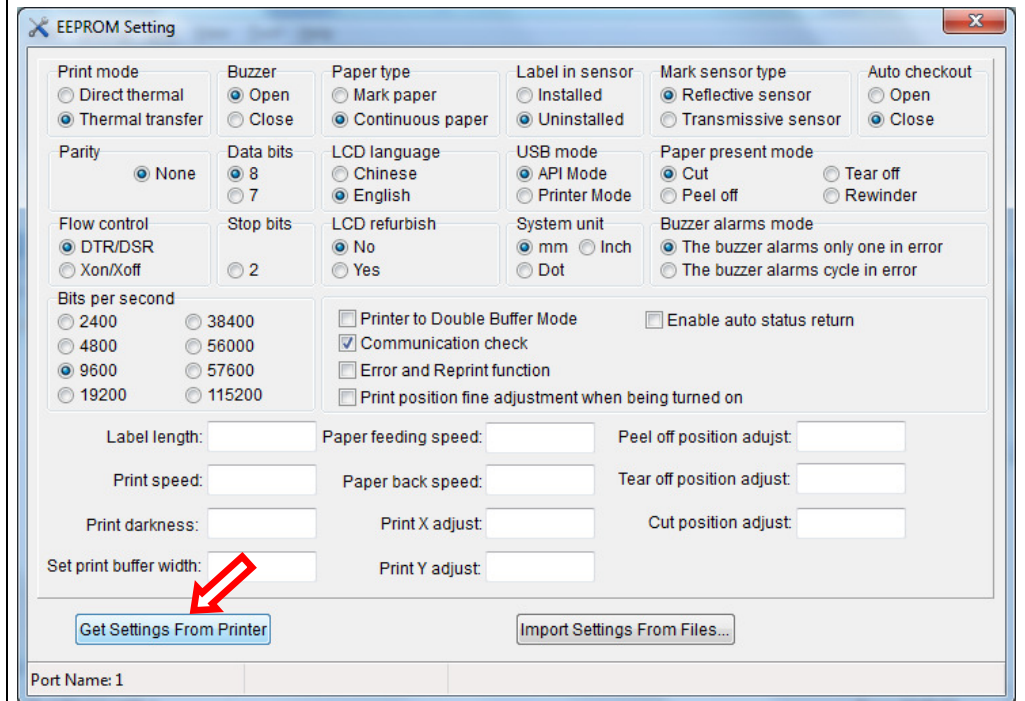 EEPROM Setting
Print mode
Direct thermal
Thermal transfer
Buzzer
Open
Close
Paper type
Mark paper
Continuous paper
Label in sensor
Installed
Uninstalled
Mark sensor type
Reflective sensor
Transmissive sensor
Auto checkout
Open
Close
Parity
None
Data bits
8
7
LCD language
Chinese
English
USB mode
API Mode
Printer Mode
Paper present mode
Cut
Tear off
Peel off
Rewinder
Flow control
DTR/DSR
Xon/Xoff
Stop bits
2
LCD refurbish
No
Yes
System unit
mm
Inch
Dot
Buzzer alarms mode
The buzzer alarms only one in error
The buzzer alarms cycle in error
Bits per second
2400
38400
4800
56000
9600
57600
19200
115200
Printer to Double Buffer Mode
Enable auto status return
Communication check
Error and Reprint function
Print position fine adjustment when being turned on
Label length:
Paper feeding speed:
Peel off position adujst:
Print speed:
Paper back speed:
Tear off position adjust:
Print darkness:
Print X adjust:
Cut position adjust:
Set print buffer width:
Print Y adjust:
Get Settings From Printer
Import Settings From Files...
Port Name: 1